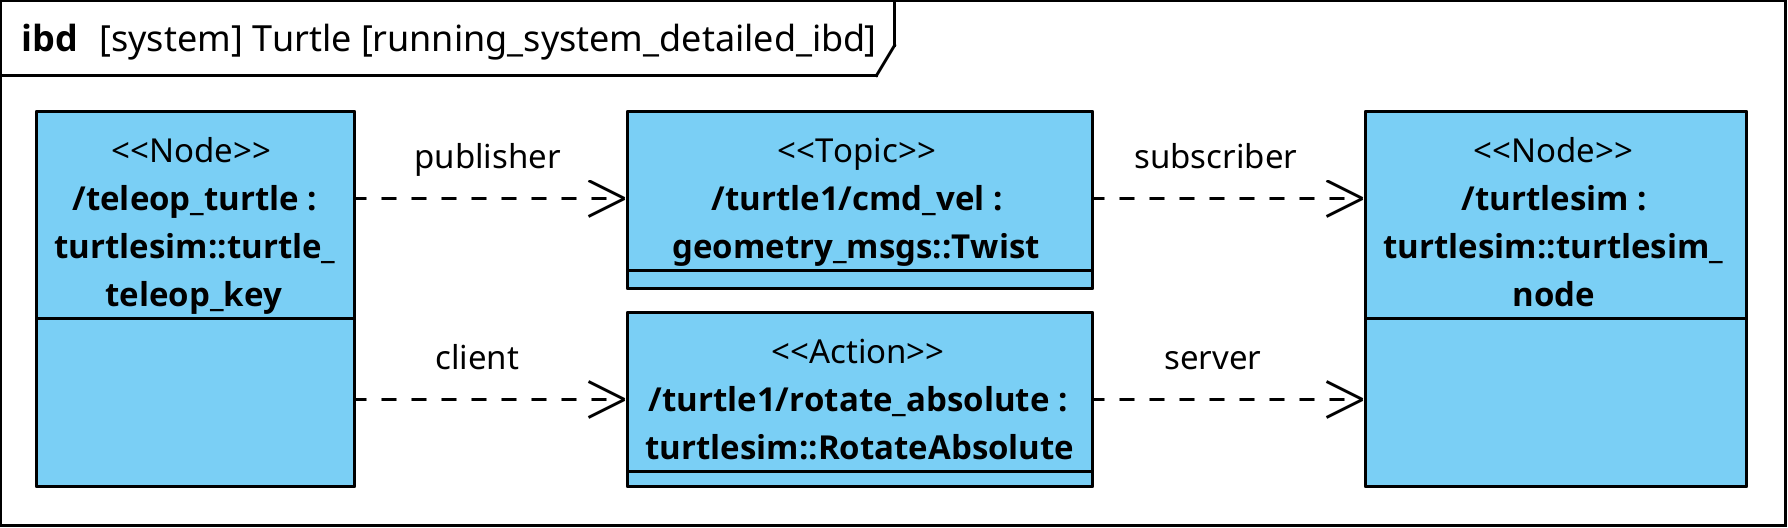 ibd [system] Turtle [running_system_detailed_ibd]
<<Node>>
/teleop_turtle :
turtlesim::turtle_
teleop_key
publisher
client
<<Topic>>
/turtle1/cmd_vel :
geometry_msgs::Twist
<<Action>>
/turtle1/rotate_absolute :
turtlesim::RotateAbsolute
subscriber
server
<<Node>>
/turtlesim :
turtlesim::turtlesim_
node